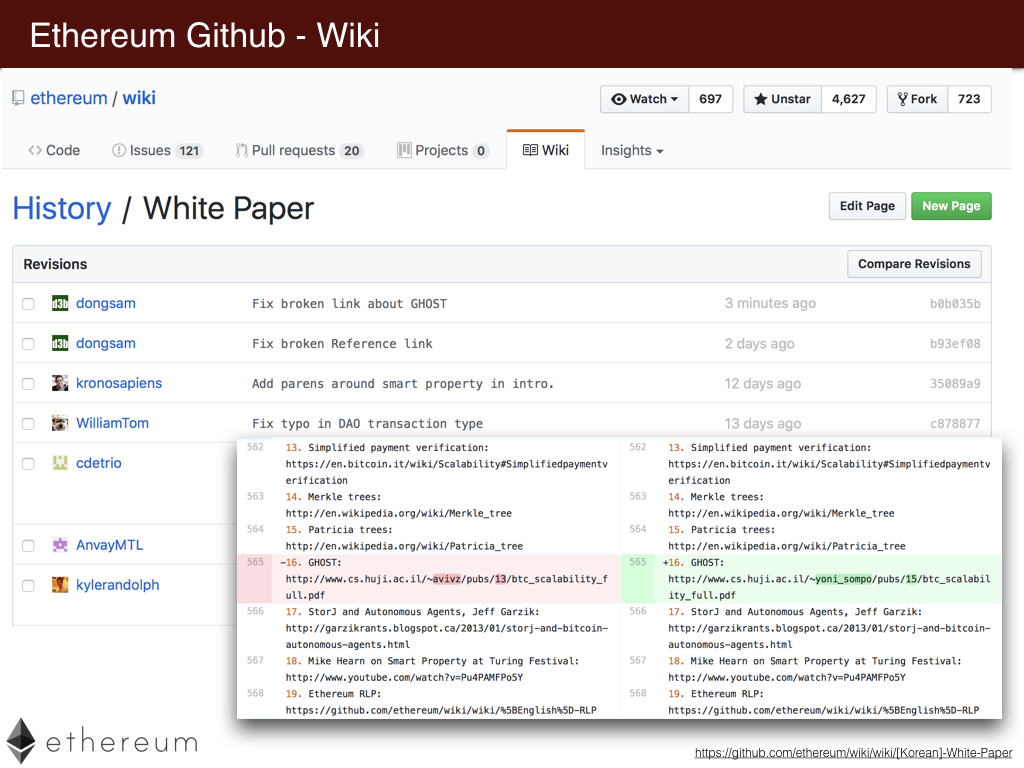 Ethereum Github - Wiki
ethereum / wiki
Watch 697
Unstar 4,627
Fork 723
Code
Issues 121
Pull requests 20
Projects 0
Wiki
Insights
History / White Paper
Edit Page
New Page
Revisions
Compare Revisions
d3b dongsam Fix broken link about GHOST 3 minutes ago b0b035b
d3b dongsam Fix broken Reference link 2 days ago b93ef08
kronosapiens Add parens around smart property in intro. 12 days ago 35089a9
WilliamTom Fix typo in DAO transaction type 13 days ago c878877
cdetrio
AnvayMTL
kylerandolph
562 13. Simplified payment verification:
https://en.bitcoin.it/wiki/Scalability#Simplifiedpaymentv
erification
563 14. Merkle trees:
http://en.wikipedia.org/wiki/Merkle_tree
564 15. Patricia trees:
http://en.wikipedia.org/wiki/Patricia_tree
565 -16. GHOST:
http://www.cs.huji.ac.il/~avivz/pubs/13/btc_scalability_f
ull.pdf
566 17. StorJ and Autonomous Agents, Jeff Garzik:
http://garzikrants.blogspot.ca/2013/01/storj-and-bitcoin-
autonomous-agents.html
567 18. Mike Hearn on Smart Property at Turing Festival:
http://www.youtube.com/watch?v=Pu4PAMFPo5Y
568 19. Ethereum RLP:
https://github.com/ethereum/wiki/wiki/%5BEnglish%5D-RLP
562 13. Simplified payment verification:
https://en.bitcoin.it/wiki/Scalability#Simplifiedpaymentv
erification
563 14. Merkle trees:
http://en.wikipedia.org/wiki/Merkle_tree
564 15. Patricia trees:
http://en.wikipedia.org/wiki/Patricia_tree
565 +16. GHOST:
http://www.cs.huji.ac.il/~yoni_sompo/pubs/15/btc_scalabil
ity_full.pdf
566 17. StorJ and Autonomous Agents, Jeff Garzik:
http://garzikrants.blogspot.ca/2013/01/storj-and-bitcoin-
autonomous-agents.html
567 18. Mike Hearn on Smart Property at Turing Festival:
http://www.youtube.com/watch?v=Pu4PAMFPo5Y
568 19. Ethereum RLP:
https://github.com/ethereum/wiki/wiki/%5BEnglish%5D-RLP
ethereum
https://github.com/ethereum/wiki/wiki/[Korean]-White-Paper